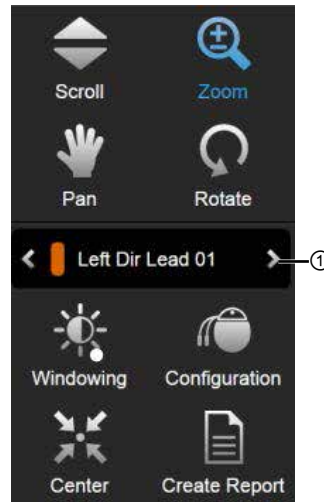 Scroll Zoom
Pan Rotate
Left Dir Lead 01 ①
Windowing Configuration
Center Create Report